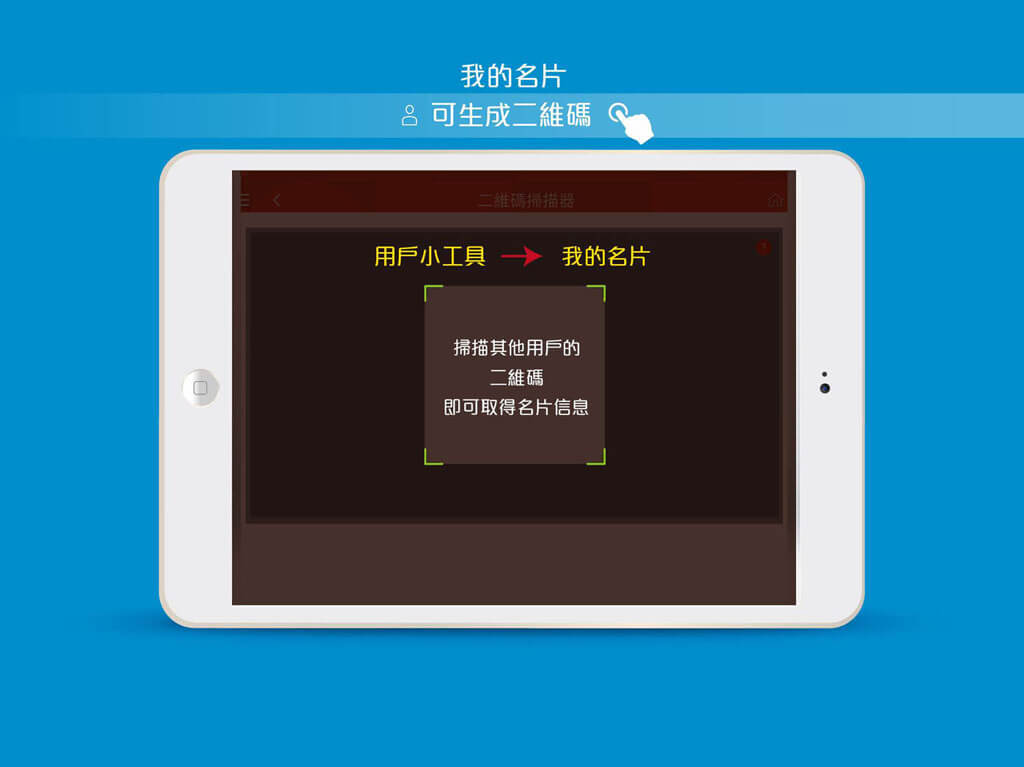 我的名片
可生成二維碼
二維碼掃描器
用戶小工具 → 我的名片
掃描其他用戶的
二維碼
即可取得名片信息